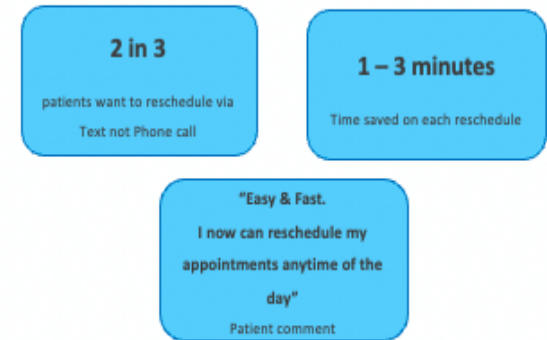 2 in 3
patients want to reschedule via
Text not Phone call
1 – 3 minutes
Time saved on each reschedule
"Easy & Fast.
I now can reschedule my
appointments anytime of the
day"
Patient comment